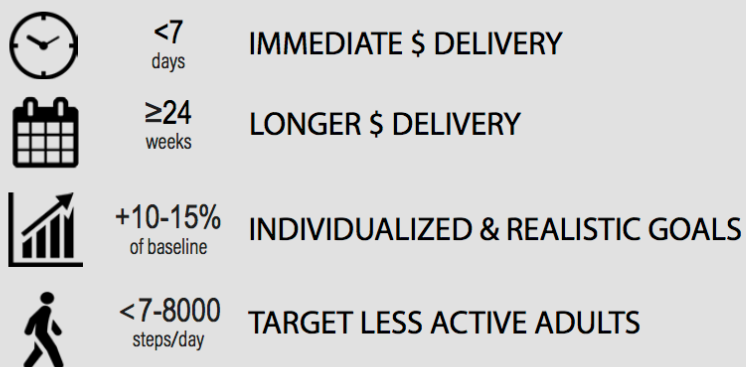 <7
days
IMMEDIATE $ DELIVERY
≥24
weeks
LONGER $ DELIVERY
+10-15%
of baseline
INDIVIDUALIZED & REALISTIC GOALS
<7-8000
steps/day
TARGET LESS ACTIVE ADULTS